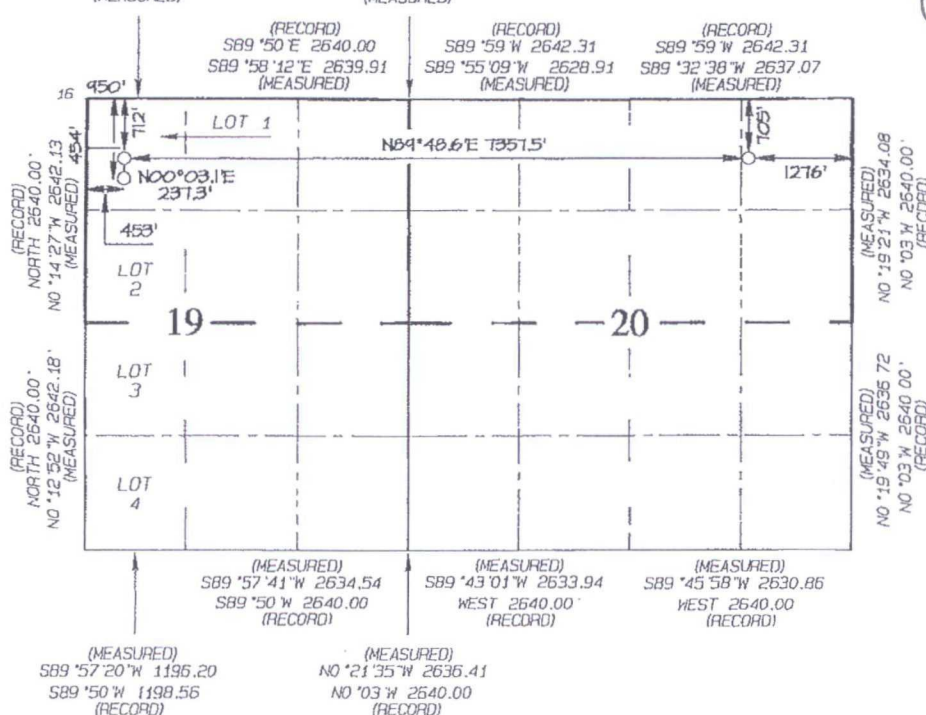 (MEASURED)
(MEASURED)
(RECORD)
S89 °50'E 2640.00
S89 °58'12"E 2639.91
(MEASURED)
(RECORD)
S89 °59'W 2642.31
S89 °55'09"W 2628.91
(MEASURED)
(RECORD)
S89 °59'W 2642.31
S89 °32'38"W 2637.07
(MEASURED)
16
950'
712'
454'
LOT 1
N89°48.6'E 7357.5'
705'
1276'
N00°03.1'E
237.3'
453'
(RECORD)
NORTH 2640.00'
N0 °14'27"W 2642.13
(MEASURED)
(MEASURED)
N0 °19'21"W 2634.08
N0 °03'W 2640.00'
(RECORD)
LOT
2
19
20
LOT
3
(RECORD)
NORTH 2640.00'
N0 °12'52"W 2642.18'
(MEASURED)
(MEASURED)
N0 °19'49"W 2636 72
N0 °03'W 2640 00'
(RECORD)
LOT
4
(MEASURED)
S89 °57'41"W 2634.54
S89 °50'W 2640.00
(RECORD)
(MEASURED)
S89 °43'01"W 2633.94
WEST 2640.00'
(RECORD)
(MEASURED)
S89 °45'58"W 2630.86
WEST 2640.00
(RECORD)
(MEASURED)
S89 °57'20"W 1196.20
S89 °50'W 1198.56
(RECORD)
(MEASURED)
N0 °21'35"W 2636.41
N0 °03'W 2640.00
(RECORD)